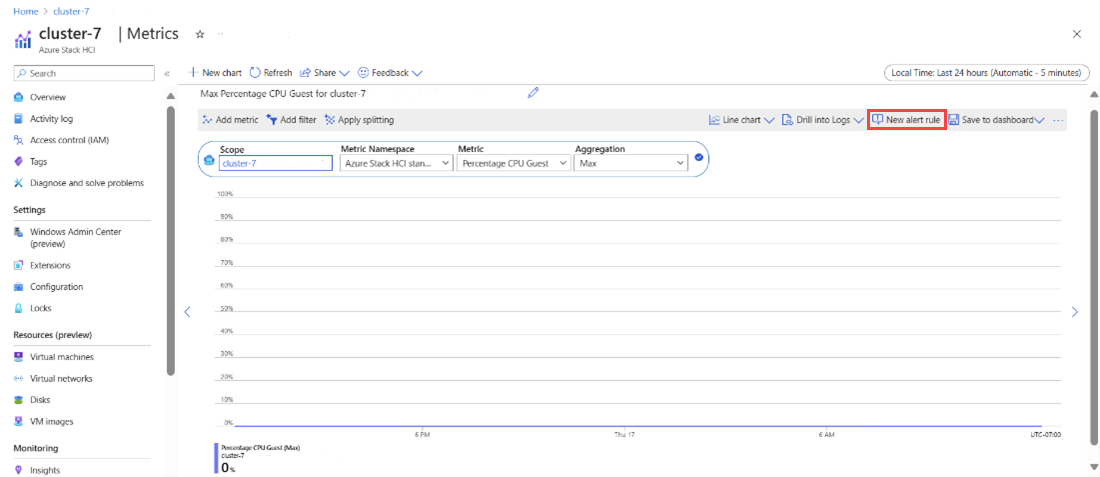 Home > cluster-7
cluster-7 | Metrics
Azure Stack HCI
Search
Overview
Activity log
Access control (IAM)
Tags
Diagnose and solve problems
Settings
Windows Admin Center
(preview)
Extensions
Configuration
Locks
Resources (preview)
Virtual machines
Virtual networks
Disks
VM images
Monitoring
Insights
New chart Refresh Share Feedback
Local Time: Last 24 hours (Automatic - 5 minutes)
Max Percentage CPU Guest for cluster-7
Add metric Add filter Apply splitting Line chart Drill into Logs New alert rule Save to dashboard ...
Scope Metric Namespace Metric Aggregation
cluster-7 Azure Stack HCI stan... Percentage CPU Guest Max
100%
90%
80%
70%
60%
50%
40%
30%
20%
10%
0%
6 PM Thu 17 6 AM UTC-07:00
Percentage CPU Guest (Max)
cluster-7
0%